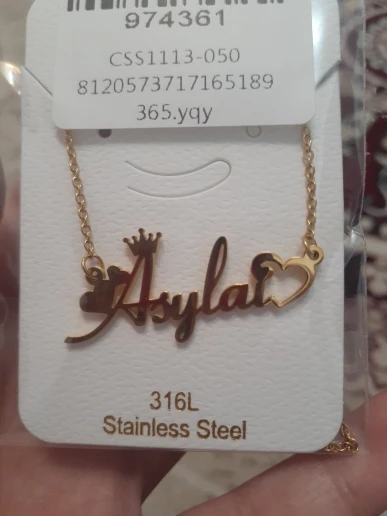 974361
CSS1113-050
8120573717165189
365.yqy
Asylai
316L
Stainless Steel